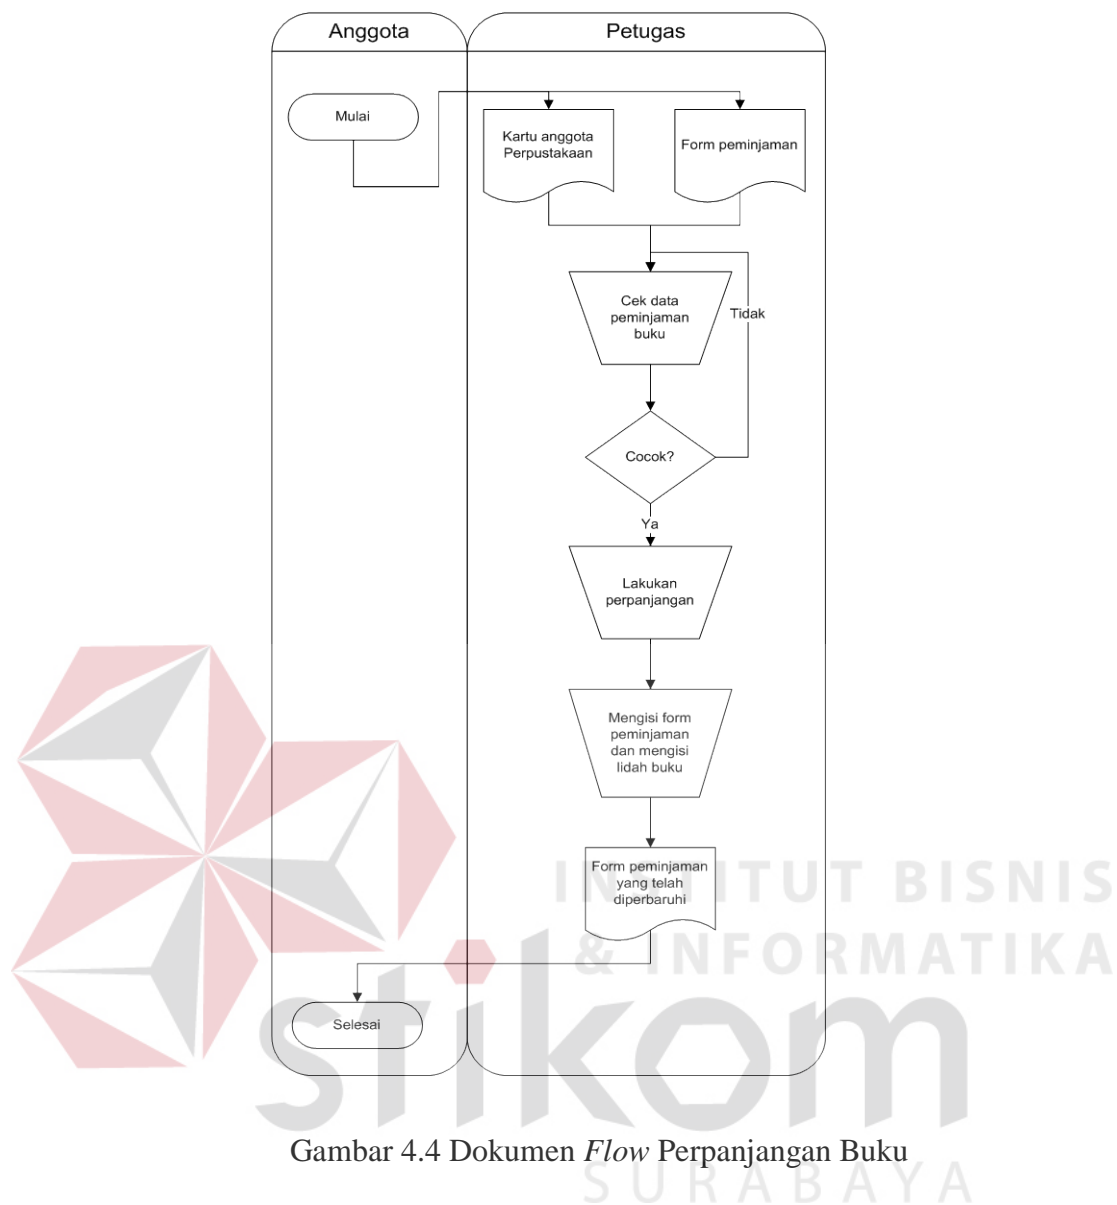 Anggota
Petugas
Mulai
Kartu anggota
Perpustakaan
Form peminjaman
Cek data
peminjaman
buku
Tidak
Cocok?
Ya
Lakukan
perpanjangan
Mengisi form
peminjaman
dan mengisi
lidah buku
Form peminjaman
yang telah
diperbaruhi
Selesai
INSTITUT BISNIS
& INFORMATIKA
stikom
SURABAYA
Gambar 4.4 Dokumen Flow Perpanjangan Buku